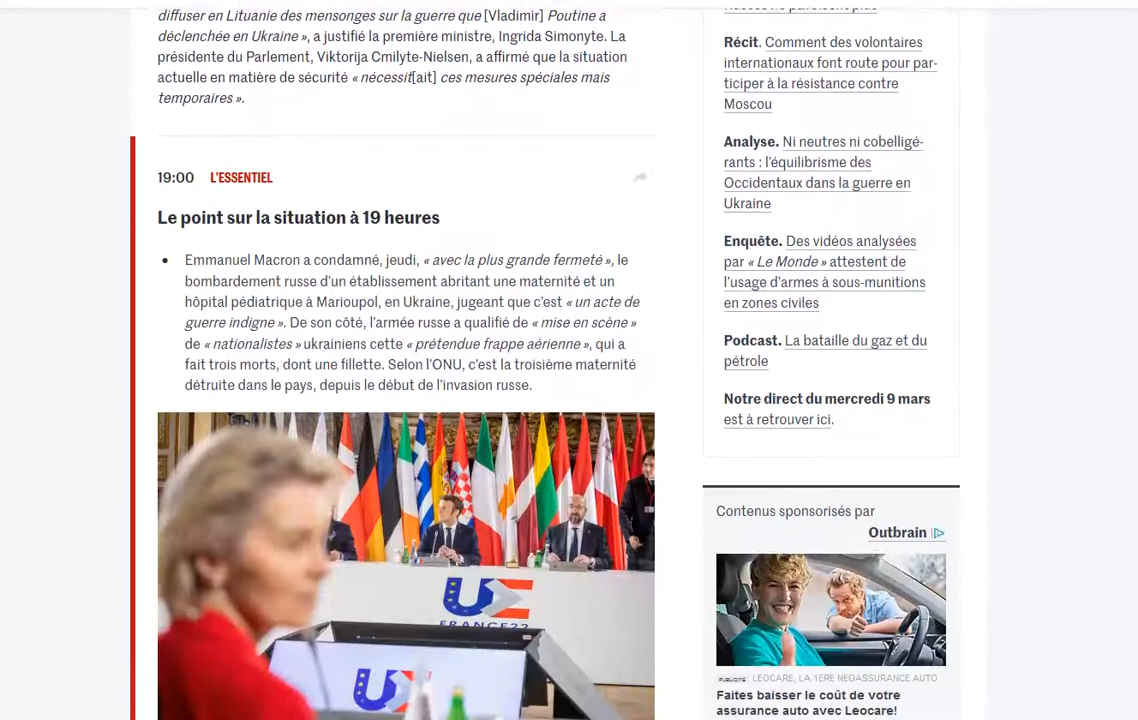 diffuser en Lituanie des mensonges sur la guerre que [Vladimir] Poutine a
déclenchée en Ukraine », a justifié la première ministre, Ingrida Simonyte. La
présidente du Parlement, Viktorija Cmilyte-Nielsen, a affirmé que la situation
actuelle en matière de sécurité « nécessit[ait] ces mesures spéciales mais
temporaires ».
19:00 L'ESSENTIEL
Le point sur la situation à 19 heures
• Emmanuel Macron a condamné, jeudi, « avec la plus grande fermeté », le
bombardement russe d'un établissement abritant une maternité et un
hôpital pédiatrique à Marioupol, en Ukraine, jugeant que c'est « un acte de
guerre indigne ». De son côté, l'armée russe a qualifié de « mise en scène »
de « nationalistes » ukrainiens cette « prétendue frappe aérienne », qui a
fait trois morts, dont une fillette. Selon l'ONU, c'est la troisième maternité
détruite dans le pays, depuis le début de l'invasion russe.
UE
FRANCE22
UE
Récit. Comment des volontaires
internationaux font route pour par-
ticiper à la résistance contre
Moscou
Analyse. Ni neutres ni cobelligé-
rants : l'équilibrisme des
Occidentaux dans la guerre en
Ukraine
Enquête. Des vidéos analysées
par « Le Monde » attestent de
l'usage d'armes à sous-munitions
en zones civiles
Podcast. La bataille du gaz et du
pétrole
Notre direct du mercredi 9 mars
est à retrouver ici.
Contenus sponsorisés par
Outbrain
PUBLICITÉ LEOCARE, LA 1ERE NEOASSURANCE AUTO
Faites baisser le coût de votre
assurance auto avec Leocare!